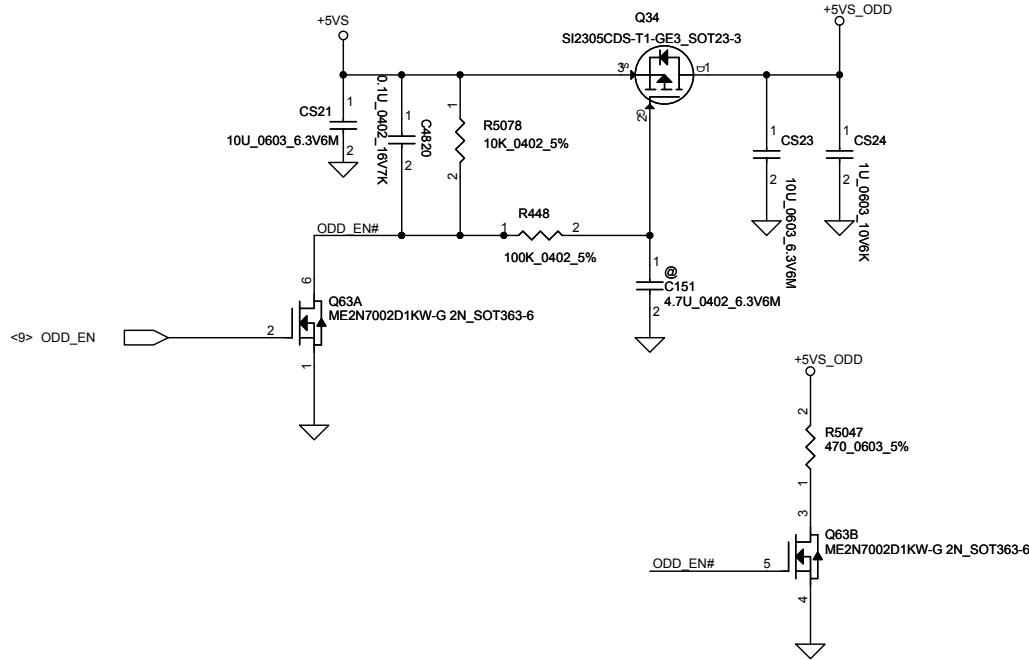 +5VS
Q34
SI2305CDS-T1-GE3_SOT23-3
+5VS_ODD
3
S
D
1
G
2
CS21
1
2
10U_0603_6.3V6M
0.1U_0402_16V7K
1
2
C4820
1
2
R5078
10K_0402_5%
1
2
CS23
10U_0603_6.3V6M
1
2
CS24
1U_0603_10V6K
ODD_EN#
1
R448
2
100K_0402_5%
1
2
@
C151
4.7U_0402_6.3V6M
6
Q63A
ME2N7002D1KW-G 2N_SOT363-6
<9> ODD_EN
2
1
+5VS_ODD
2
R5047
470_0603_5%
1
3
Q63B
ME2N7002D1KW-G 2N_SOT363-6
ODD_EN#
5
4